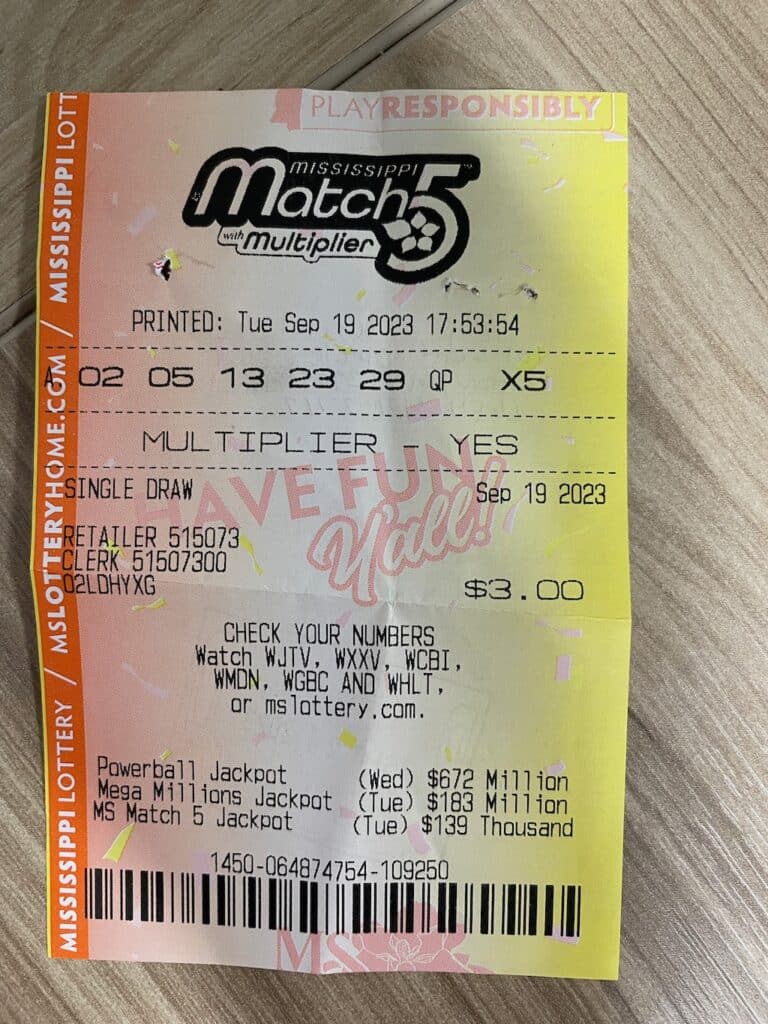 PLAYRESPONSIBLY
MISSISSIPPI
Match 5
with Multiplier
PRINTED: Tue Sep 19 2023 17:53:54
A 02 05 13 23 29 QP X5
MULTIPLIER - YES
HAVE FUN
Y'all!
SINGLE DRAW Sep 19 2023
RETAILER 515073
CLERK 51507300
02LDHYXG $3.00
CHECK YOUR NUMBERS
Watch WJTV, WXXV, WCBI,
WMDN, WGBC AND WHLT,
or mslottery.com.
Powerball Jackpot (Wed) $672 Million
Mega Millions Jackpot (Tue) $183 Million
MS Match 5 Jackpot (Tue) $139 Thousand
1450-064874754-109250
MS
MISSISSIPPI LOTTERY / MSLOTTERYHOME.COM / MISSISSIPPI LOTT